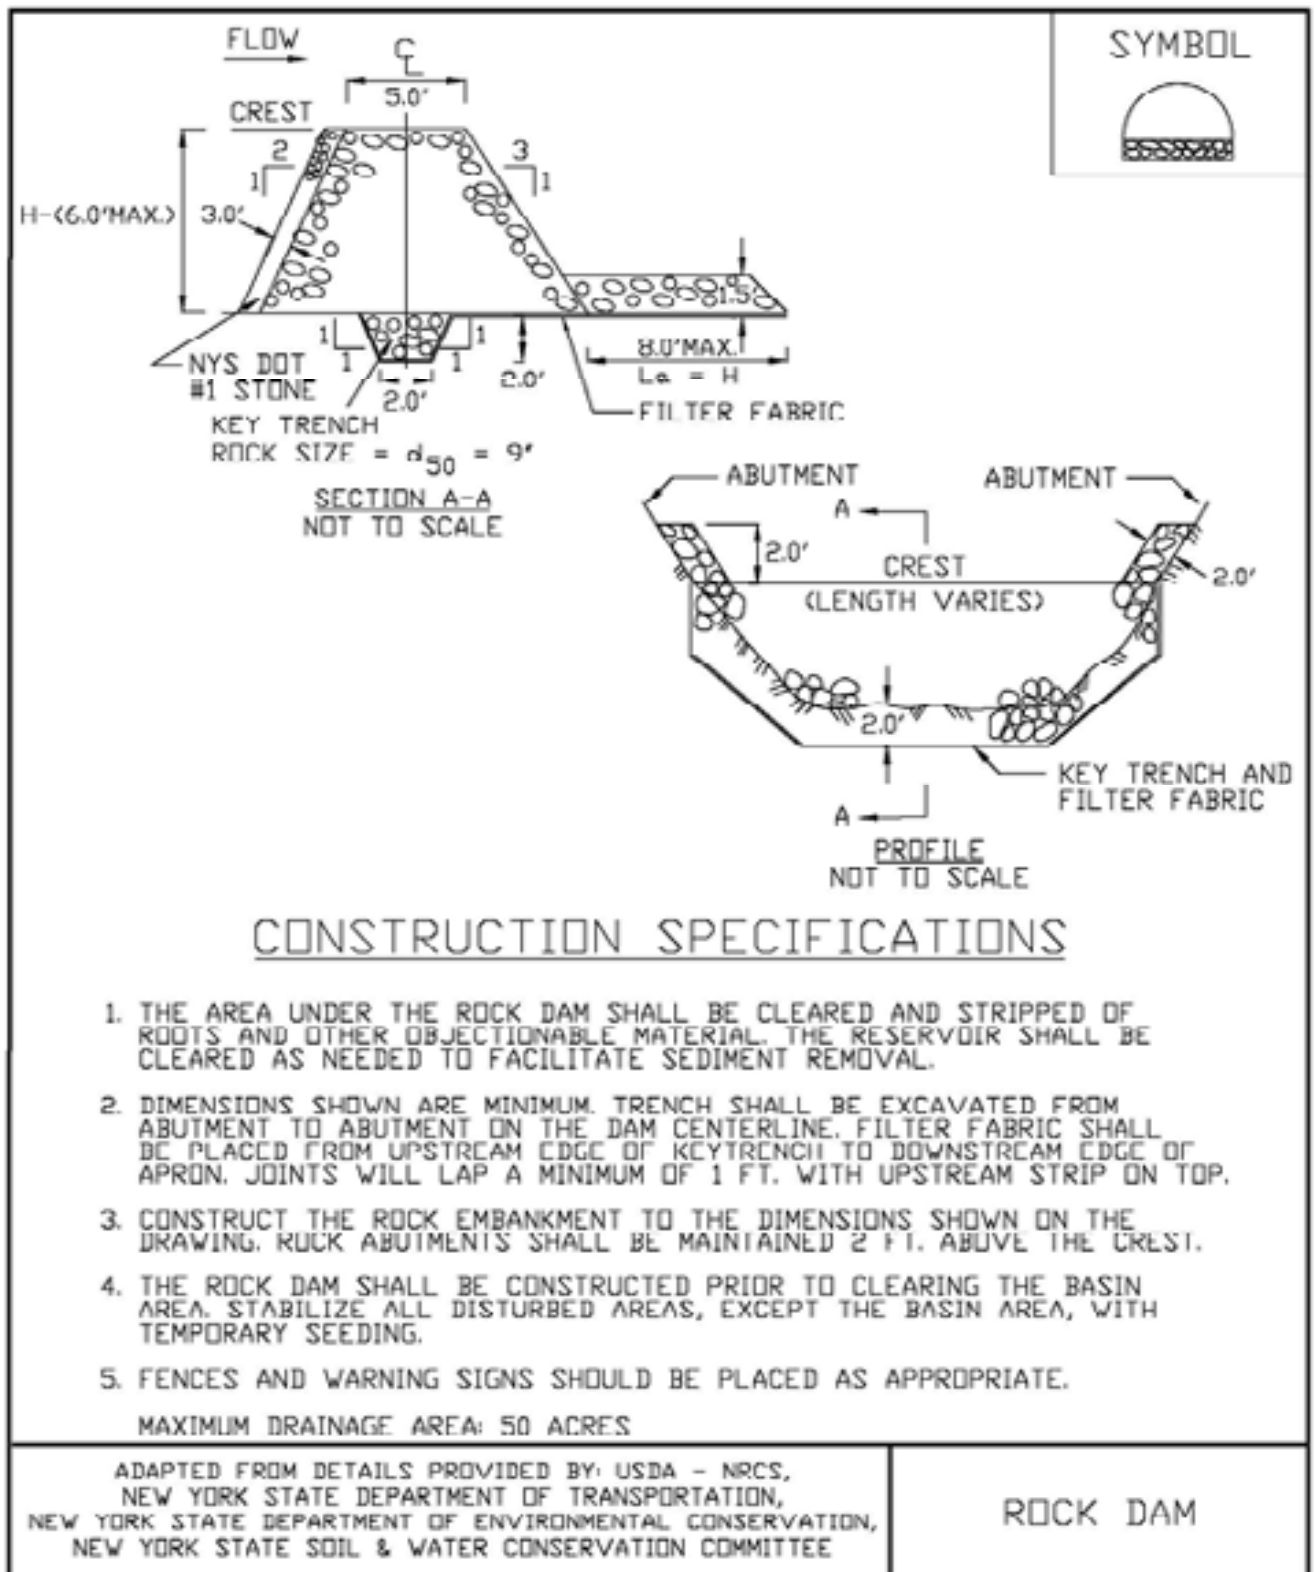 FLOW
SYMBOL
C
L
5.0'
CREST
2
1
3
1
H-(6.0'MAX.)
3.0'
1.5'
1
1
1
1
NYS DOT
#1 STONE
2.0'
2.0'
8.0'MAX.
La = H
FILTER FABRIC
KEY TRENCH
ROCK SIZE = d50 = 9"
SECTION A-A
NOT TO SCALE
ABUTMENT
ABUTMENT
A
2.0'
CREST
(LENGTH VARIES)
2.0'
2.0'
KEY TRENCH AND
FILTER FABRIC
A
PROFILE
NOT TO SCALE
CONSTRUCTION SPECIFICATIONS
1. THE AREA UNDER THE ROCK DAM SHALL BE CLEARED AND STRIPPED OF
ROOTS AND OTHER OBJECTIONABLE MATERIAL. THE RESERVOIR SHALL BE
CLEARED AS NEEDED TO FACILITATE SEDIMENT REMOVAL.
2. DIMENSIONS SHOWN ARE MINIMUM. TRENCH SHALL BE EXCAVATED FROM
ABUTMENT TO ABUTMENT ON THE DAM CENTERLINE. FILTER FABRIC SHALL
BE PLACED FROM UPSTREAM EDGE OF KEYTRENCH TO DOWNSTREAM EDGE OF
APRON. JOINTS WILL LAP A MINIMUM OF 1 FT. WITH UPSTREAM STRIP ON TOP.
3. CONSTRUCT THE ROCK EMBANKMENT TO THE DIMENSIONS SHOWN ON THE
DRAWING. ROCK ABUTMENTS SHALL BE MAINTAINED 2 FT. ABOVE THE CREST.
4. THE ROCK DAM SHALL BE CONSTRUCTED PRIOR TO CLEARING THE BASIN
AREA. STABILIZE ALL DISTURBED AREAS, EXCEPT THE BASIN AREA, WITH
TEMPORARY SEEDING.
5. FENCES AND WARNING SIGNS SHOULD BE PLACED AS APPROPRIATE.
MAXIMUM DRAINAGE AREA: 50 ACRES
ADAPTED FROM DETAILS PROVIDED BY: USDA - NRCS,
NEW YORK STATE DEPARTMENT OF TRANSPORTATION,
NEW YORK STATE DEPARTMENT OF ENVIRONMENTAL CONSERVATION,
NEW YORK STATE SOIL & WATER CONSERVATION COMMITTEE
ROCK DAM